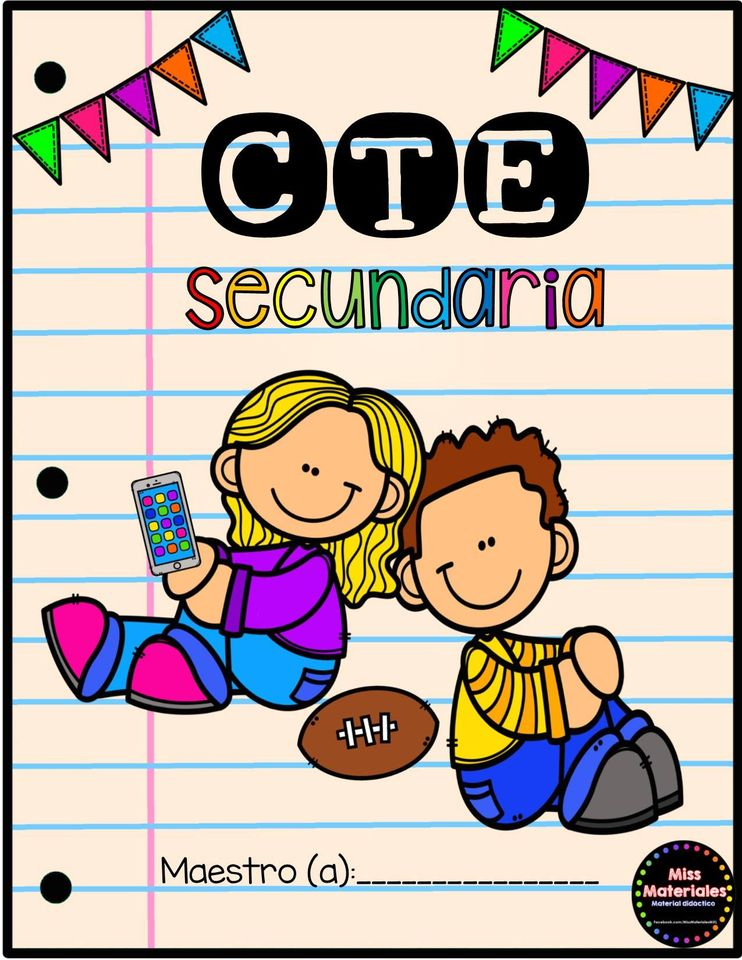 CTE
secundaria
Maestro (a):_______________
Miss
Materiales
Material didáctico